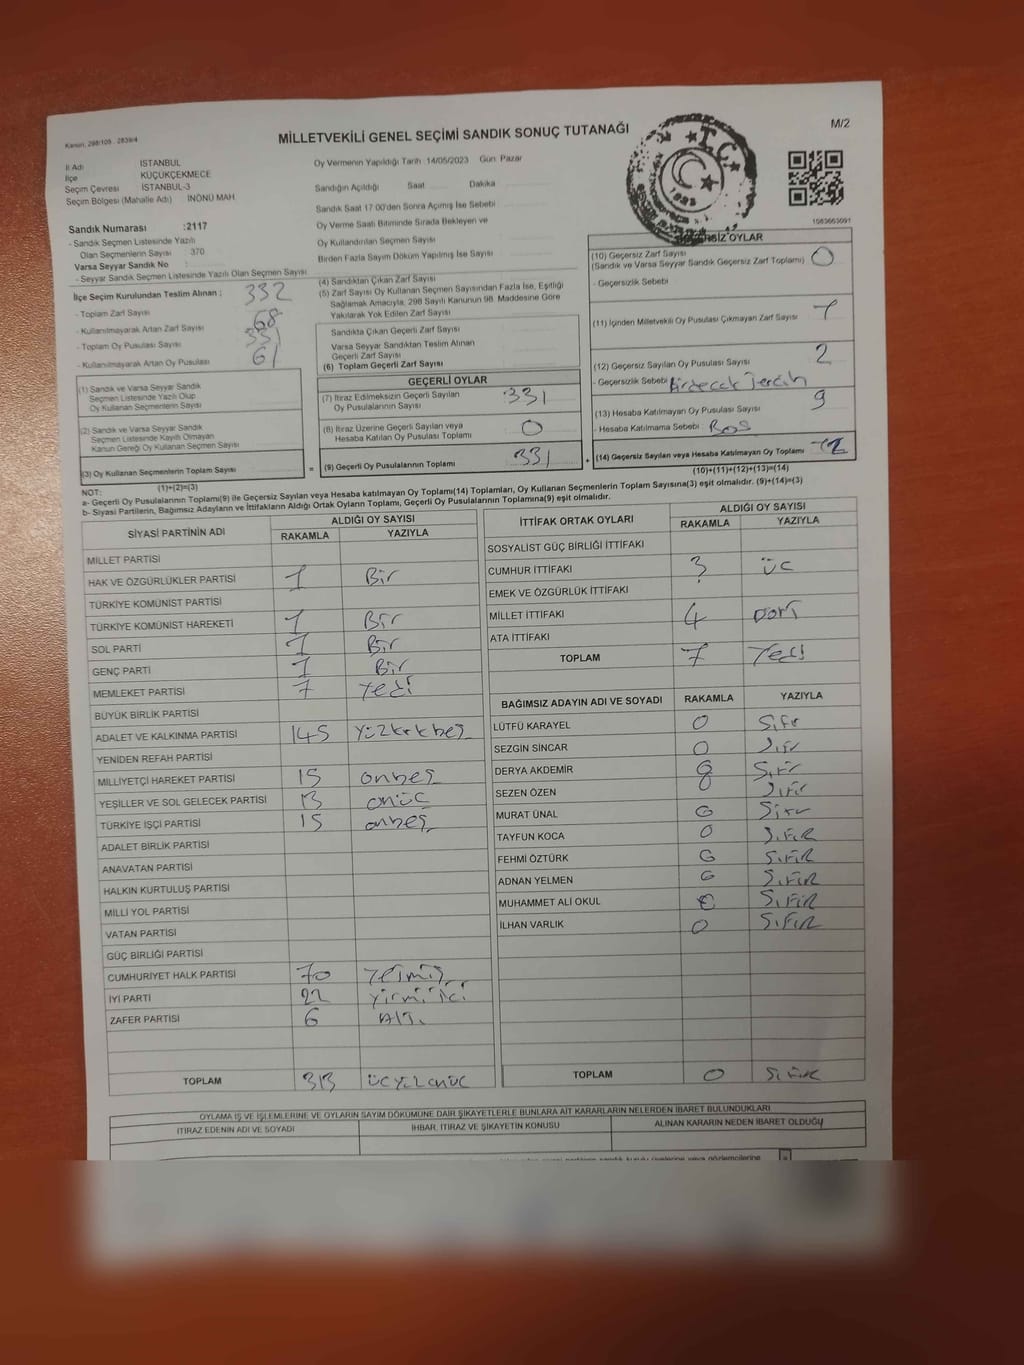 Kanun, 298/105 - 2839/4
MİLLETVEKİLİ GENEL SEÇİMİ SANDIK SONUÇ TUTANAĞI
M/2
İl Adı İSTANBUL
İlçe KÜÇÜKÇEKMECE
Seçim Çevresi İSTANBUL-3
Seçim Bölgesi (Mahalle Adı) İNÖNÜ MAH.
Sandık Numarası :2117
- Sandık Seçmen Listesinde Yazılı
Olan Seçmenlerin Sayısı : 370
Varsa Seyyar Sandık No :
- Seyyar Sandık Seçmen Listesinde Yazılı Olan Seçmen Sayısı
İlçe Seçim Kurulundan Teslim Alınan :
- Toplam Zarf Sayısı 332
- Kullanılmayarak Artan Zarf Sayısı 68
- Toplam Oy Pusulası Sayısı
- Kullanılmayarak Artan Oy Pusulası 61
(1) Sandık ve Varsa Seyyar Sandık
Seçmen Listesinde Yazılı Olup
Oy Kullanan Seçmenlerin Sayısı
(2) Sandık ve Varsa Seyyar Sandık
Seçmen Listesinde Kayıtlı Olmayan
Kanun Gereği Oy Kullanan Seçmen Sayısı
(3) Oy Kullanan Seçmenlerin Toplam Sayısı
(1)+(2)=(3)
Oy Vermenin Yapıldığı Tarih 14/05/2023 Gün: Pazar
Sandığın Açıldığı Saat Dakika
Sandık Saat 17:00'den Sonra Açılmış İse Sebebi
Oy Verme Saati Bitiminde Sırada Bekleyen ve
Oy Kullandırılan Seçmen Sayısı
Birden Fazla Sayım Döküm Yapılmış İse Sayısı
(4) Sandıktan Çıkan Zarf Sayısı
(5) Zarf Sayısı Oy Kullanan Seçmen Sayısından Fazla İse, Eşitliği
Sağlamak Amacıyla; 298 Sayılı Kanunun 98. Maddesine Göre
Yakılarak Yok Edilen Zarf Sayısı
Sandıkta Çıkan Geçerli Zarf Sayısı
Varsa Seyyar Sandıktan Teslim Alınan
Geçerli Zarf Sayısı
(6) Toplam Geçerli Zarf Sayısı
GEÇERLİ OYLAR
(7) İtiraz Edilmeksizin Geçerli Sayılan
Oy Pusulalarının Sayısı 331
(8) İtiraz Üzerine Geçerli Sayılan veya
Hesaba Katılan Oy Pusulası Toplamı 0
= (9) Geçerli Oy Pusulalarının Toplamı 331 +
T.C.
1083663091
GEÇERSİZ OYLAR
(10) Geçersiz Zarf Sayısı 0
(Sandık ve Varsa Seyyar Sandık Geçersiz Zarf Toplamı)
- Geçersizlik Sebebi
(11) İçinden Milletvekili Oy Pusulası Çıkmayan Zarf Sayısı 1
(12) Geçersiz Sayılan Oy Pusulası Sayısı 2
- Geçersizlik Sebebi
(13) Hesaba Katılmayan Oy Pusulası Sayısı 9
- Hesaba Katılmama Sebebi Boş
(14) Geçersiz Sayılan veya Hesaba Katılmayan Oy Toplamı 12
(10)+(11)+(12)+(13)=(14)
NOT:
a- Geçerli Oy Pusulaları Toplamı(9) ile Geçersiz Sayılan veya Hesaba katılmayan Oy Toplamı(14) Toplamları, Oy Kullanan Seçmenlerin Toplam Sayısına(3) eşit olmalıdır. (9)+(14)=(3)
b- Siyasi Partilerin, Bağımsız Adayların ve İttifakların Aldığı Ortak Oyların Toplamı, Geçerli Oy Pusulalarının Toplamına(9) eşit olmalıdır.
SİYASİ PARTİNİN ADI ALDIĞI OY SAYISI
RAKAMLA YAZIYLA
MİLLET PARTİSİ
HAK VE ÖZGÜRLÜKLER PARTİSİ 1 Bir
TÜRKİYE KOMÜNİST PARTİSİ
TÜRKİYE KOMÜNİST HAREKETİ 1 Bir
SOL PARTİ 1 Bir
GENÇ PARTİ 1 Bir
MEMLEKET PARTİSİ 7 Yedi
BÜYÜK BİRLİK PARTİSİ
ADALET VE KALKINMA PARTİSİ 145 Yüzkırkbeş
YENİDEN REFAH PARTİSİ
MİLLİYETÇİ HAREKET PARTİSİ 15 onbeş
YEŞİLLER VE SOL GELECEK PARTİSİ 13 onüç
TÜRKİYE İŞÇİ PARTİSİ 15 onbeş
ADALET BİRLİK PARTİSİ
ANAVATAN PARTİSİ
HALKIN KURTULUŞ PARTİSİ
MİLLİ YOL PARTİSİ
VATAN PARTİSİ
GÜÇ BİRLİĞİ PARTİSİ
CUMHURİYET HALK PARTİSİ 70 Yetmiş
İYİ PARTİ 22 Yirmi iki
ZAFER PARTİSİ 6 Altı
TOPLAM 313 üçyüzonüç
İTTİFAK ORTAK OYLARI ALDIĞI OY SAYISI
RAKAMLA YAZIYLA
SOSYALİST GÜÇ BİRLİĞİ İTTİFAKI
CUMHUR İTTİFAKI 3 üç
EMEK VE ÖZGÜRLÜK İTTİFAKI
MİLLET İTTİFAKI 4 Dört
ATA İTTİFAKI
TOPLAM 7 Yedi
BAĞIMSIZ ADAYIN ADI VE SOYADI RAKAMLA YAZIYLA
LÜTFÜ KARAYEL 0 Sıfır
SEZGİN SİNCAR 0 Sıfır
DERYA AKDEMİR 0 Sıfır
SEZEN ÖZEN 0 Sıfır
MURAT ÜNAL 0 Sıfır
TAYFUN KOCA 0 SıFıR
FEHMİ ÖZTÜRK 0 SıFıR
ADNAN YELMEN 0 SıFıR
MUHAMMET ALİ OKUL 0 SıFıR
İLHAN VARLIK 0 SıFıR
TOPLAM 0 SıFıR
OYLAMA İŞ VE İŞLEMLERİNE VE OYLARIN SAYIM DÖKÜMÜNE DAİR ŞİKAYETLERLE BUNLARA AİT KARARLARIN NELERDEN İBARET BULUNDUKLARI
İTİRAZ EDENİN ADI VE SOYADI İHBAR, İTİRAZ VE ŞİKAYETİN KONUSU ALINAN KARARIN NEDEN İBARET OLDUĞU